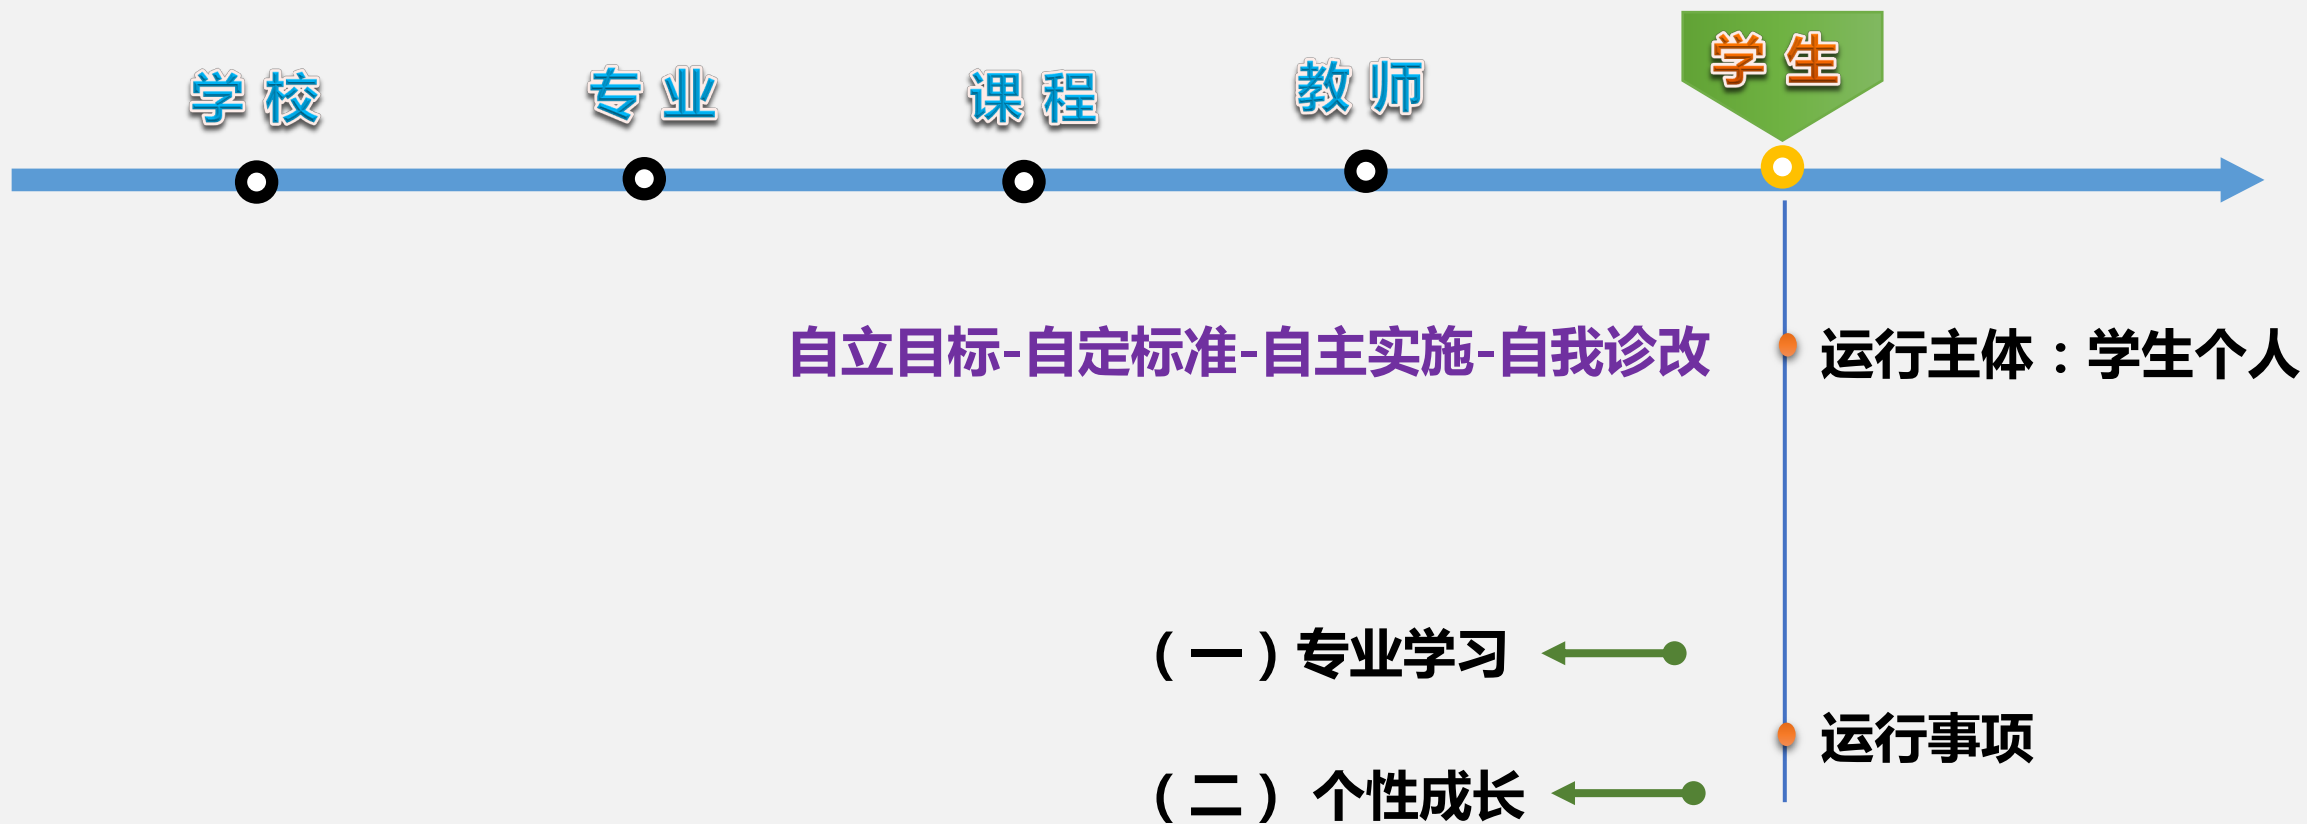 学校
专业
课程
教师
学生
自立目标-自定标准-自主实施-自我诊改
运行主体：学生个人
（一）专业学习
运行事项
（二） 个性成长